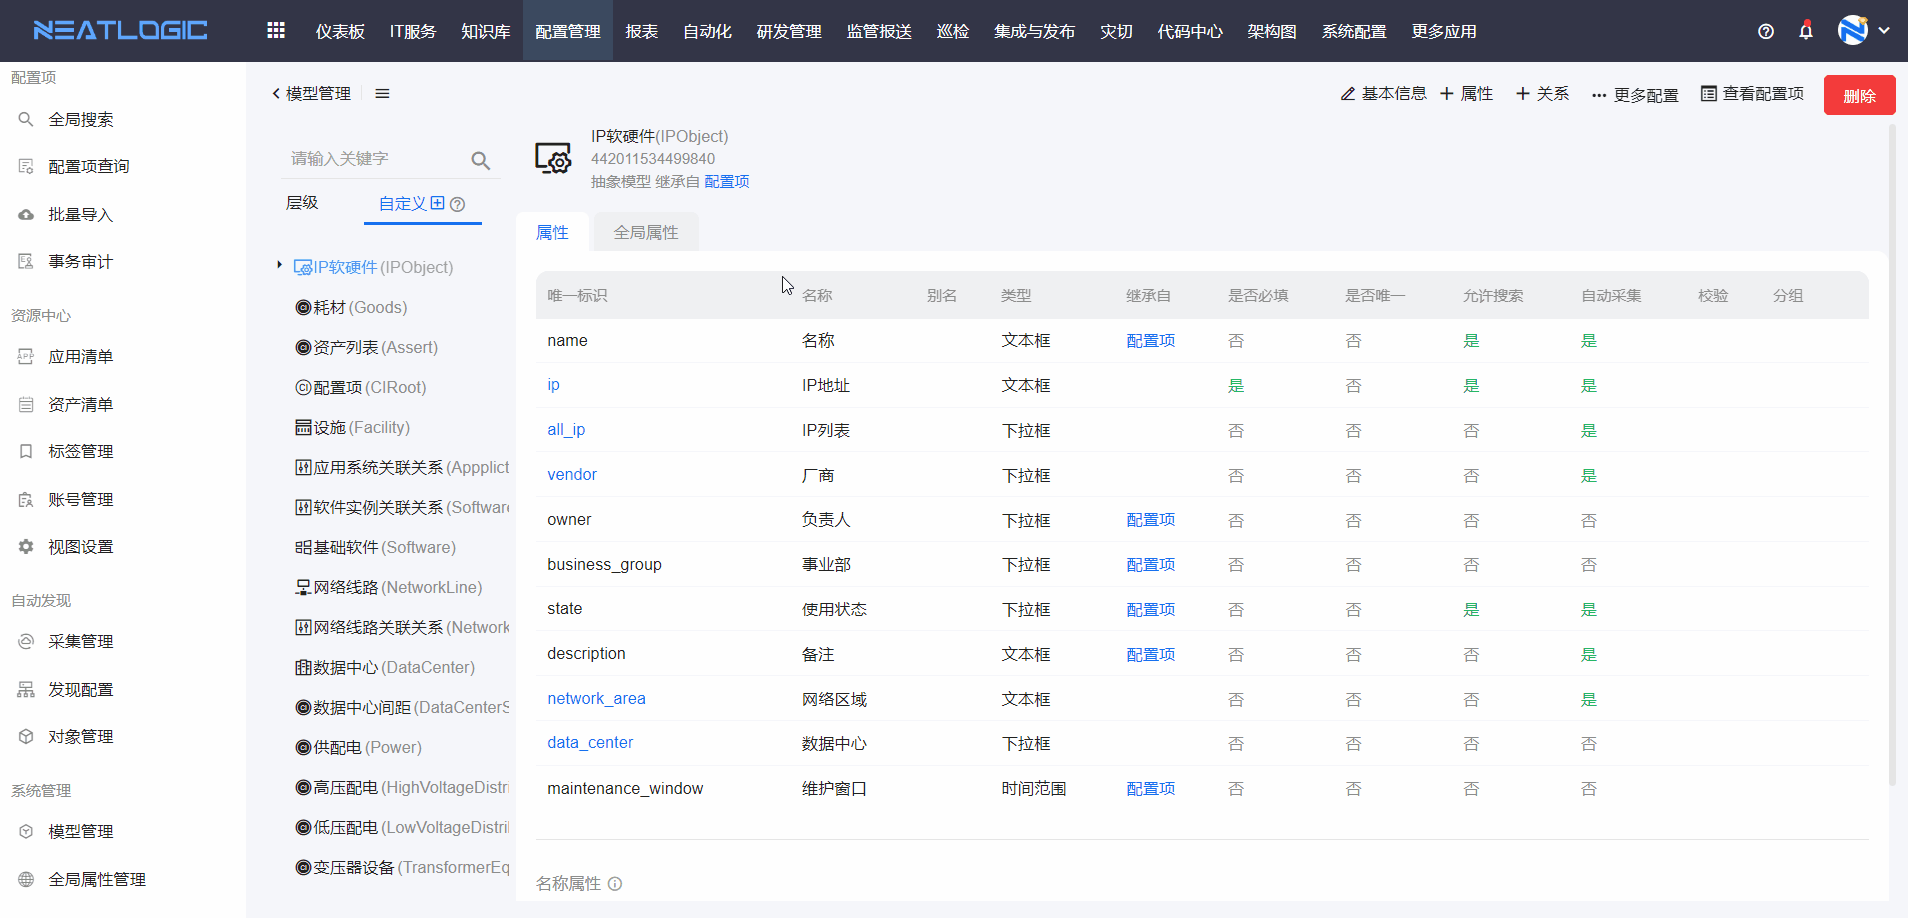 NEATLOGIC
仪表板 IT服务 知识库 配置管理 报表 自动化 研发管理 监管报送 巡检 集成与发布 灾切 代码中心 架构图 系统配置 更多应用
配置项
全局搜索
配置项查询
批量导入
事务审计
资源中心
应用清单
资产清单
标签管理
账号管理
视图设置
自动发现
采集管理
发现配置
对象管理
系统管理
模型管理
全局属性管理
模型管理
基本信息 属性 关系 更多配置 查看配置项 删除
请输入关键字
层级 自定义
IP软硬件(IPObject)
耗材(Goods)
资产列表(Assert)
配置项(CIRoot)
设施(Facility)
应用系统关联关系(Appplict
软件实例关联关系(Software
基础软件(Software)
网络线路(NetworkLine)
网络线路关联关系(Network
数据中心(DataCenter)
数据中心间距(DataCenterS
供配电(Power)
高压配电(HighVoltageDistri
低压配电(LowVoltageDistril
变压器设备(TransformerEq
IP软硬件(IPObject)
442011534499840
抽象模型 继承自 配置项
属性 全局属性
唯一标识 名称 别名 类型 继承自 是否必填 是否唯一 允许搜索 自动采集 校验 分组
name 名称 文本框 配置项 否 否 是 是
ip IP地址 文本框 是 否 是 是
all_ip IP列表 下拉框 否 否 否 是
vendor 厂商 下拉框 否 否 否 是
owner 负责人 下拉框 配置项 否 否 否 否
business_group 事业部 下拉框 配置项 否 否 否 否
state 使用状态 下拉框 配置项 否 否 是 是
description 备注 文本框 配置项 否 否 否 是
network_area 网络区域 文本框 否 否 否 是
data_center 数据中心 下拉框 否 否 否 否
maintenance_window 维护窗口 时间范围 配置项 否 否 否 否
名称属性